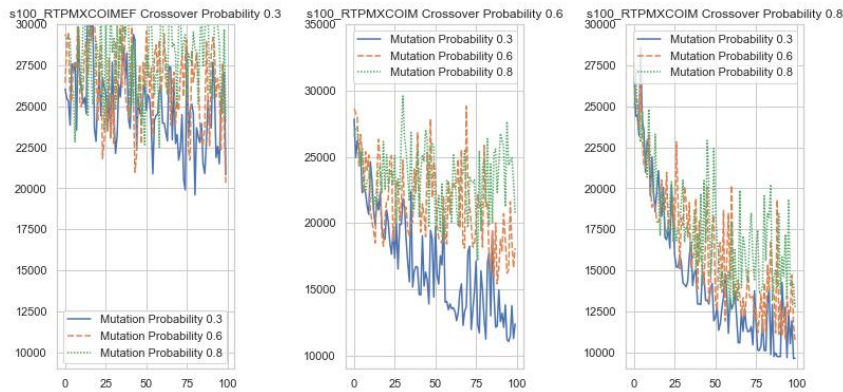 s100_RTPMXCOIMEF Crossover Probability 0.3
30000
27500
25000
22500
20000
17500
15000
12500
10000
Mutation Probability 0.3
Mutation Probability 0.6
Mutation Probability 0.8
0 25 50 75 100
s100_RTPMXCOIM Crossover Probability 0.6
35000
Mutation Probability 0.3
Mutation Probability 0.6
Mutation Probability 0.8
30000
25000
20000
15000
10000
0 25 50 75 100
s100_RTPMXCOIM Crossover Probability 0.8
30000
Mutation Probability 0.3
Mutation Probability 0.6
Mutation Probability 0.8
27500
25000
22500
20000
17500
15000
12500
10000
0 25 50 75 100